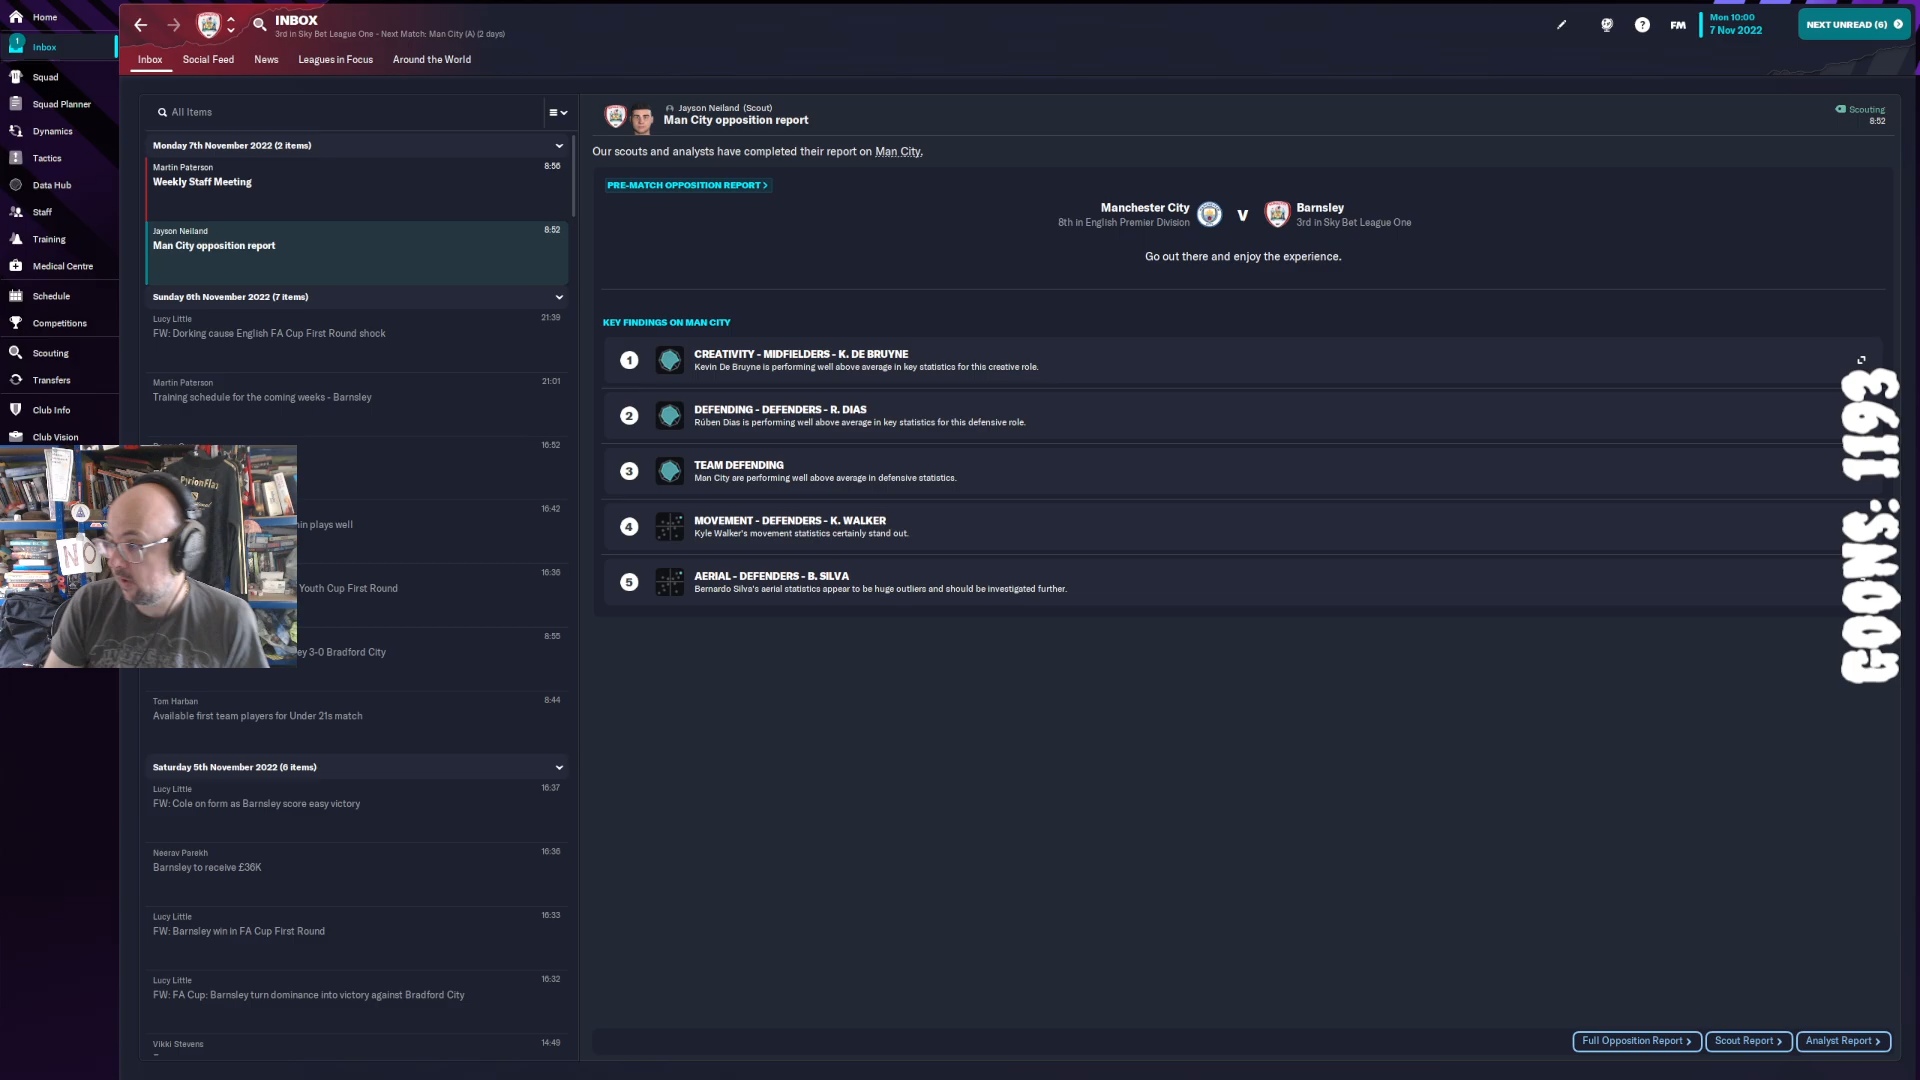 Home
Inbox
1
Squad
Squad Planner
Dynamics
Tactics
Data Hub
Staff
Training
Medical Centre
Schedule
Competitions
Scouting
Transfers
Club Info
Club Vision
INBOX
3rd in Sky Bet League One - Next Match: Man City (A) (2 days)
Inbox Social Feed News Leagues in Focus Around the World
FM
Mon 10:00
7 Nov 2022
NEXT UNREAD (6)
All Items
Monday 7th November 2022 (2 items)
Martin Paterson 8:56
Weekly Staff Meeting
Jayson Neiland 8:52
Man City opposition report
Sunday 6th November 2022 (7 items)
Lucy Little 21:39
FW: Dorking cause English FA Cup First Round shock
Martin Paterson 21:01
Training schedule for the coming weeks - Barnsley
16:52
16:42
in plays well
16:36
Youth Cup First Round
8:55
ey 3-0 Bradford City
Tom Harban 8:44
Available first team players for Under 21s match
Saturday 5th November 2022 (6 items)
Lucy Little 16:37
FW: Cole on form as Barnsley score easy victory
Neerav Parekh 16:36
Barnsley to receive £36K
Lucy Little 16:33
FW: Barnsley win in FA Cup First Round
Lucy Little 16:32
FW: FA Cup: Barnsley turn dominance into victory against Bradford City
Vikki Stevens 14:49
Jayson Neiland (Scout)
Man City opposition report
Scouting
8:52
Our scouts and analysts have completed their report on Man City.
PRE-MATCH OPPOSITION REPORT >
Manchester City
8th in English Premier Division
V
Barnsley
3rd in Sky Bet League One
Go out there and enjoy the experience.
KEY FINDINGS ON MAN CITY
1 CREATIVITY - MIDFIELDERS - K. DE BRUYNE
Kevin De Bruyne is performing well above average in key statistics for this creative role.
2 DEFENDING - DEFENDERS - R. DIAS
Rúben Dias is performing well above average in key statistics for this defensive role.
3 TEAM DEFENDING
Man City are performing well above average in defensive statistics.
4 MOVEMENT - DEFENDERS - K. WALKER
Kyle Walker's movement statistics certainly stand out.
5 AERIAL - DEFENDERS - B. SILVA
Bernardo Silva's aerial statistics appear to be huge outliers and should be investigated further.
Full Opposition Report > Scout Report > Analyst Report >
GOONS: 1193
NO